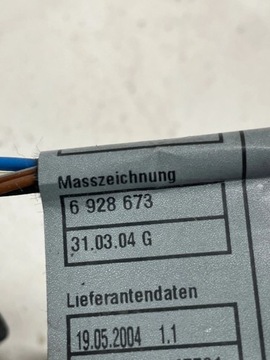 Masszeichnung
6 928 673
31.03.04 G
Lieferantendaten
19.05.2004 1.1